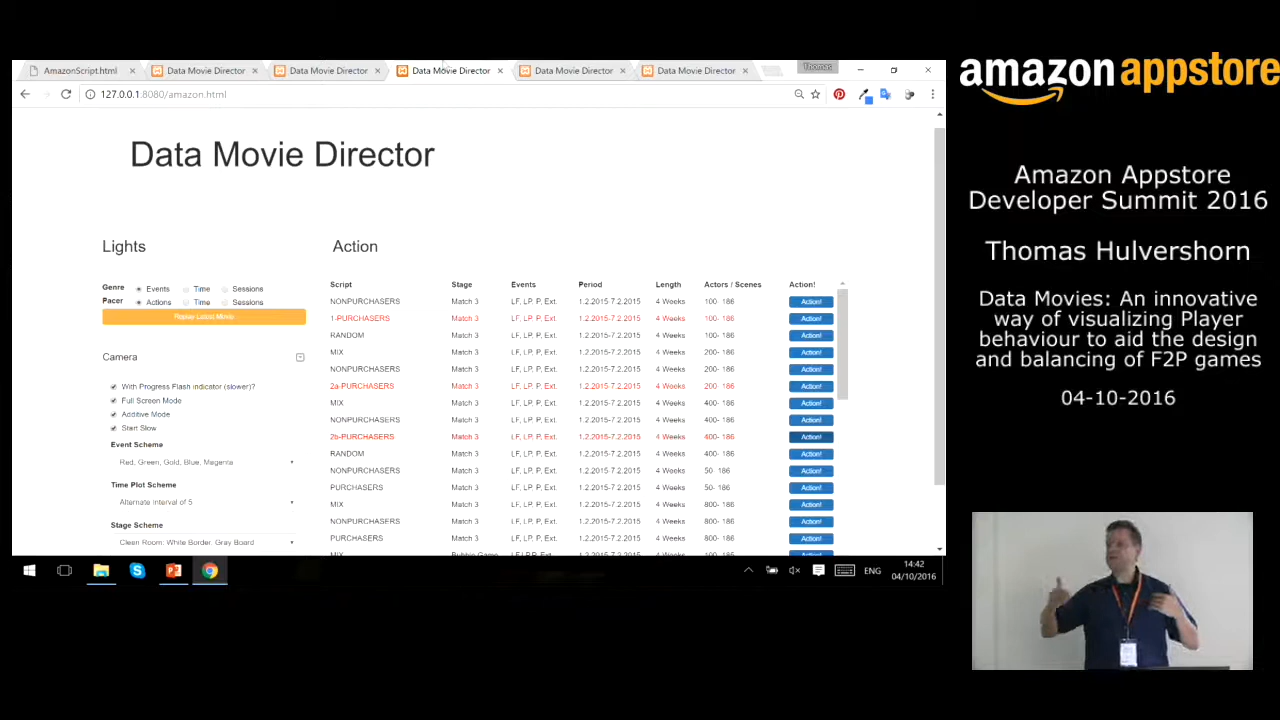 AmazonScript.html
Data Movie Director
Data Movie Director
Data Movie Director
Data Movie Director
Data Movie Director
Thomas
127.0.0.1:8080/amazon.html
Data Movie Director
Lights
Genre Events Time Sessions
Pacer Actions Time Sessions
Replay Latest Movie
Camera
With Progress Flash indicator (slower)?
Full Screen Mode
Additive Mode
Start Slow
Event Scheme
Red, Green, Gold, Blue, Magenta
Time Plot Scheme
Alternate Interval of 5
Stage Scheme
Cleen Room: White Border, Gray Board
Action
Script Stage Events Period Length Actors / Scenes Action!
NONPURCHASERS Match 3 LF, LP, P, Ext. 1.2.2015-7.2.2015 4 Weeks 100- 186 Action!
1-PURCHASERS Match 3 LF, LP, P, Ext. 1.2.2015-7.2.2015 4 Weeks 100- 186 Action!
RANDOM Match 3 LF, LP, P, Ext. 1.2.2015-7.2.2015 4 Weeks 100- 186 Action!
MIX Match 3 LF, LP, P, Ext. 1.2.2015-7.2.2015 4 Weeks 200- 186 Action!
NONPURCHASERS Match 3 LF, LP, P, Ext. 1.2.2015-7.2.2015 4 Weeks 200- 186 Action!
2a-PURCHASERS Match 3 LF, LP, P, Ext. 1.2.2015-7.2.2015 4 Weeks 200- 186 Action!
MIX Match 3 LF, LP, P, Ext. 1.2.2015-7.2.2015 4 Weeks 400- 186 Action!
NONPURCHASERS Match 3 LF, LP, P, Ext. 1.2.2015-7.2.2015 4 Weeks 400- 186 Action!
2b-PURCHASERS Match 3 LF, LP, P, Ext. 1.2.2015-7.2.2015 4 Weeks 400- 186 Action!
RANDOM Match 3 LF, LP, P, Ext. 1.2.2015-7.2.2015 4 Weeks 400- 186 Action!
NONPURCHASERS Match 3 LF, LP, P, Ext. 1.2.2015-7.2.2015 4 Weeks 50- 186 Action!
PURCHASERS Match 3 LF, LP, P, Ext. 1.2.2015-7.2.2015 4 Weeks 50- 186 Action!
MIX Match 3 LF, LP, P, Ext. 1.2.2015-7.2.2015 4 Weeks 800- 186 Action!
NONPURCHASERS Match 3 LF, LP, P, Ext. 1.2.2015-7.2.2015 4 Weeks 800- 186 Action!
PURCHASERS Match 3 LF, LP, P, Ext. 1.2.2015-7.2.2015 4 Weeks 800- 186 Action!
MIX Bubble Game LF, LP, P, Ext. 1.2.2015-7.2.2015 4 Weeks Action!
ENG
14:42
04/10/2016
amazon appstore
Amazon Appstore
Developer Summit 2016
Thomas Hulvershorn
Data Movies: An innovative
way of visualizing Player
behaviour to aid the design
and balancing of F2P games
04-10-2016